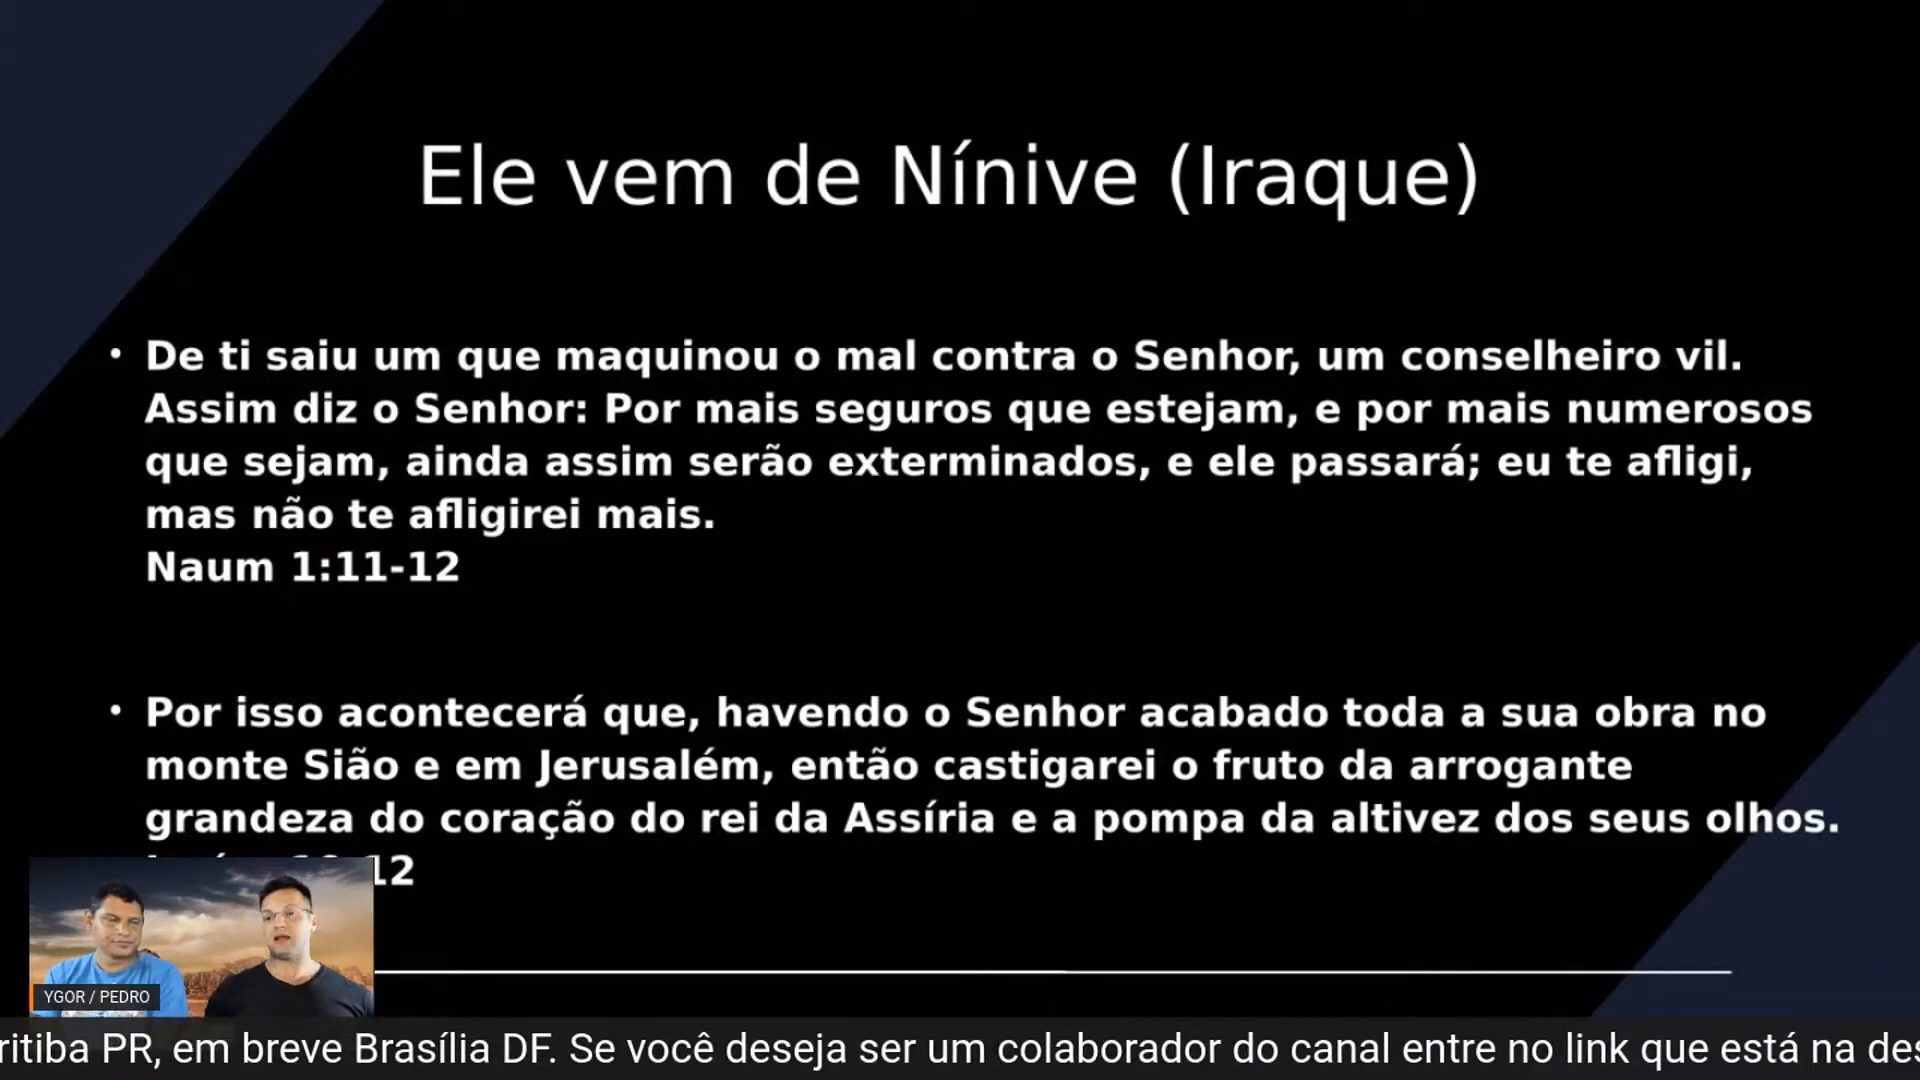 Ele vem de Nínive (Iraque)
• De ti saiu um que maquinou o mal contra o Senhor, um conselheiro vil.
Assim diz o Senhor: Por mais seguros que estejam, e por mais numerosos
que sejam, ainda assim serão exterminados, e ele passará; eu te afligi,
mas não te afligirei mais.
Naum 1:11-12
• Por isso acontecerá que, havendo o Senhor acabado toda a sua obra no
monte Sião e em Jerusalém, então castigarei o fruto da arrogante
grandeza do coração do rei da Assíria e a pompa da altivez dos seus olhos.
12
YGOR / PEDRO
ritiba PR, em breve Brasília DF. Se você deseja ser um colaborador do canal entre no link que está na des